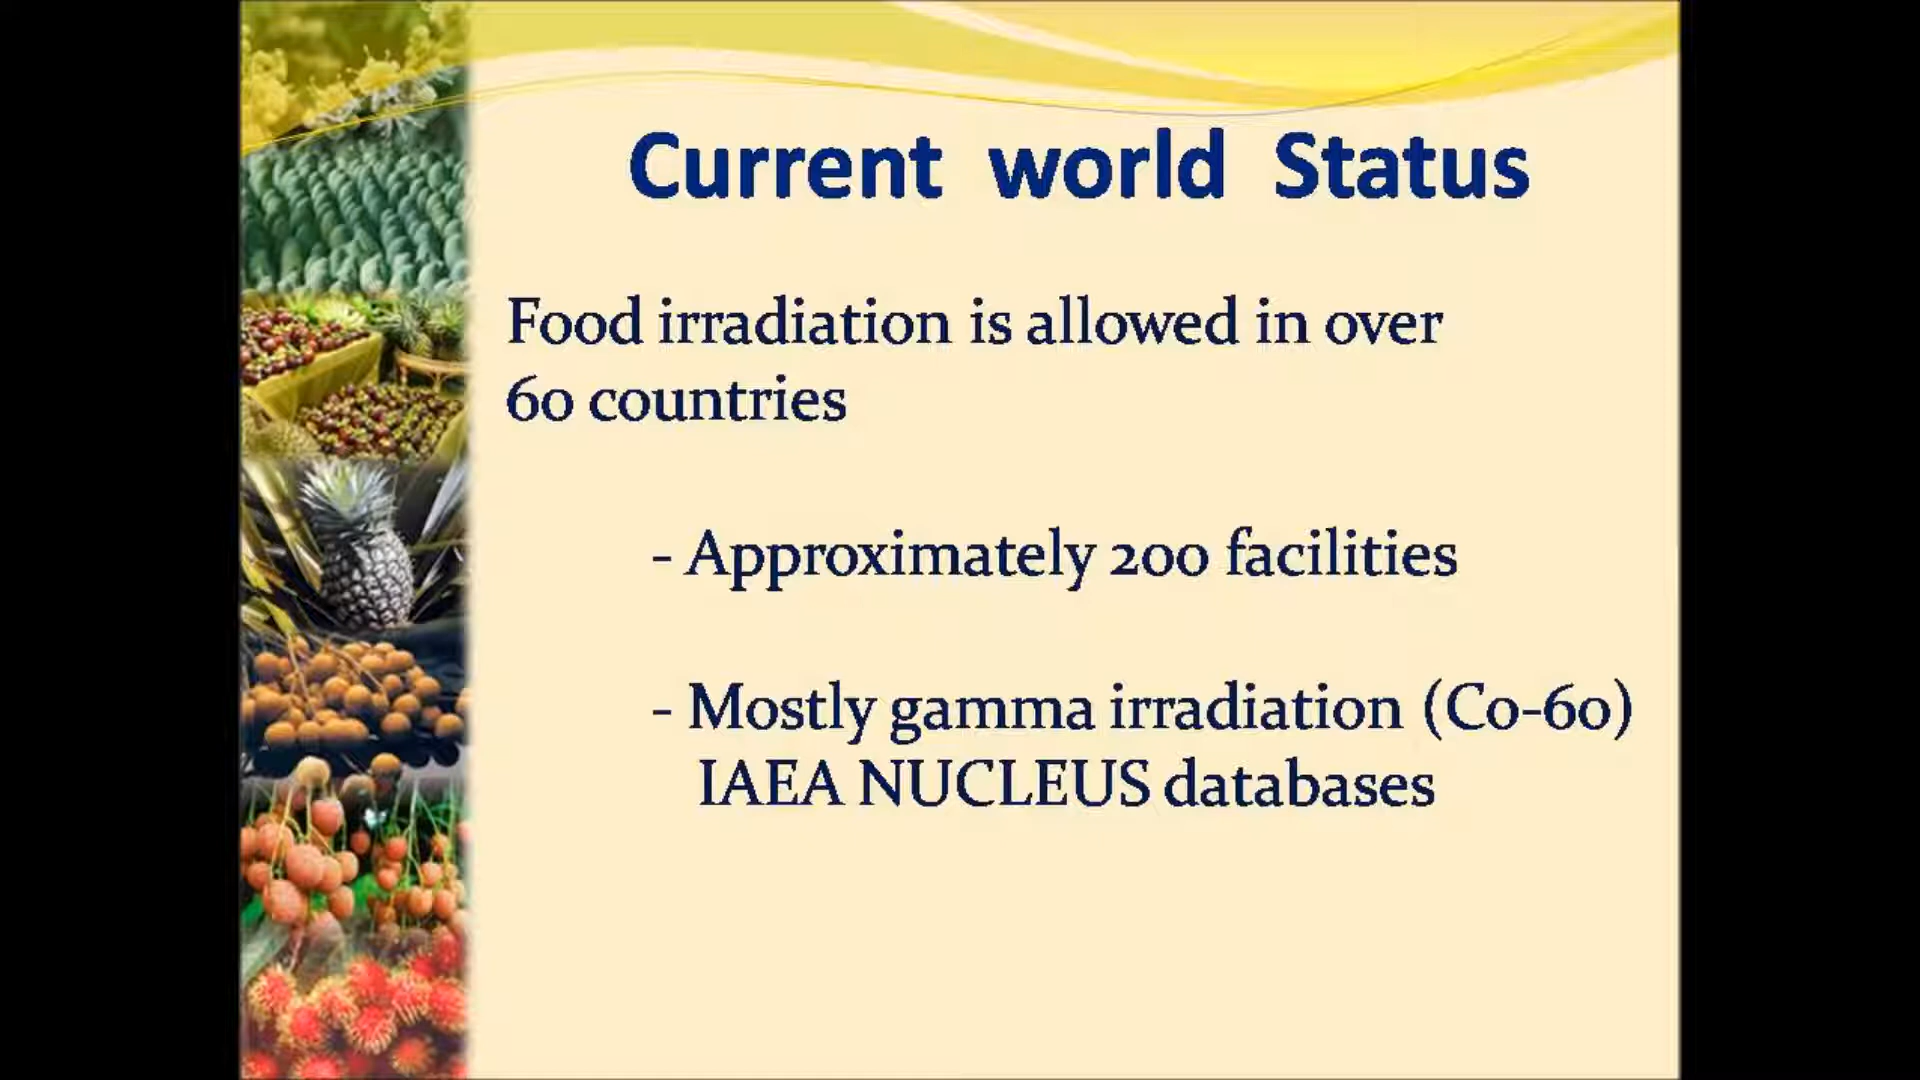 Current world Status
Food irradiation is allowed in over
60 countries
- Approximately 200 facilities
- Mostly gamma irradiation (Co-60)
IAEA NUCLEUS databases